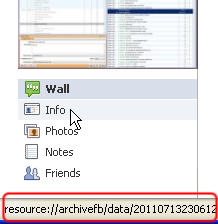 Wall
Info
Photos
Notes
Friends
resource://archivefb/data/20110713230612